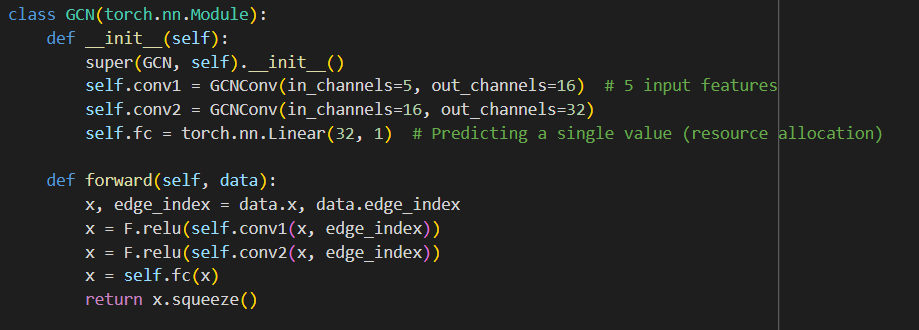 class GCN(torch.nn.Module):
    def __init__(self):
        super(GCN, self).__init__()
        self.conv1 = GCNConv(in_channels=5, out_channels=16)  # 5 input features
        self.conv2 = GCNConv(in_channels=16, out_channels=32)
        self.fc = torch.nn.Linear(32, 1)  # Predicting a single value (resource allocation)

    def forward(self, data):
        x, edge_index = data.x, data.edge_index
        x = F.relu(self.conv1(x, edge_index))
        x = F.relu(self.conv2(x, edge_index))
        x = self.fc(x)
        return x.squeeze()